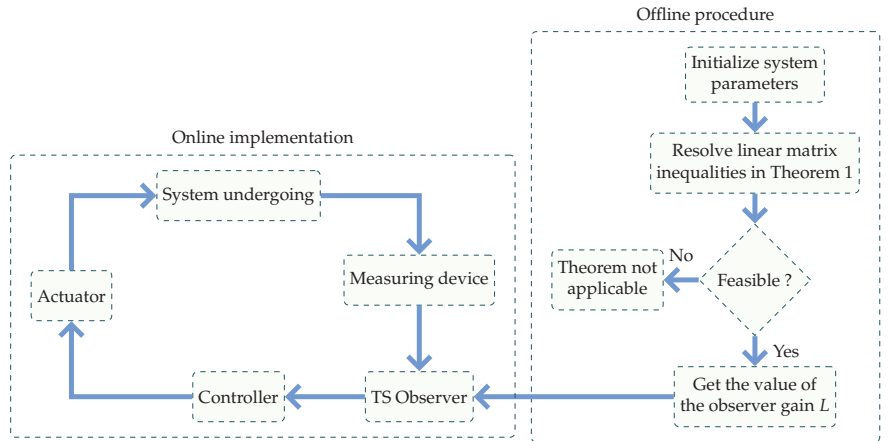 Offline procedure
Initialize system
parameters
Online implementation
Resolve linear matrix
inequalities in Theorem 1
System undergoing
No
Theorem not
applicable
Feasible ?
Measuring device
Actuator
Yes
Controller
TS Observer
Get the value of
the observer gain L